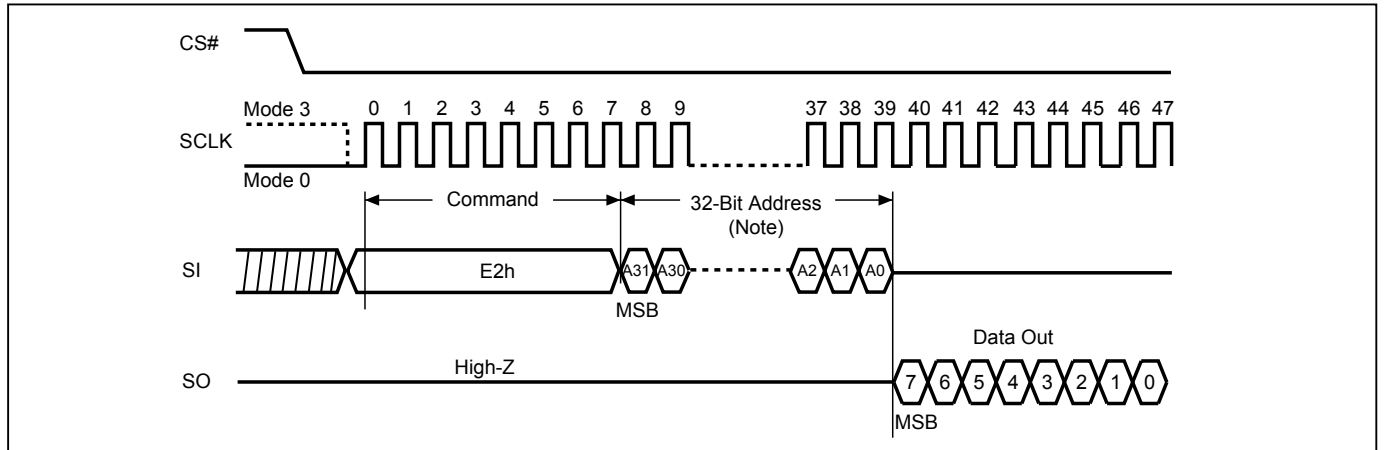 CS#
Mode 3 0 1 2 3 4 5 6 7 8 9 37 38 39 40 41 42 43 44 45 46 47
SCLK
Mode 0
Command 32-Bit Address
(Note)
SI E2h A31 A30 A2 A1 A0
MSB
Data Out
High-Z
SO 7 6 5 4 3 2 1 0
MSB